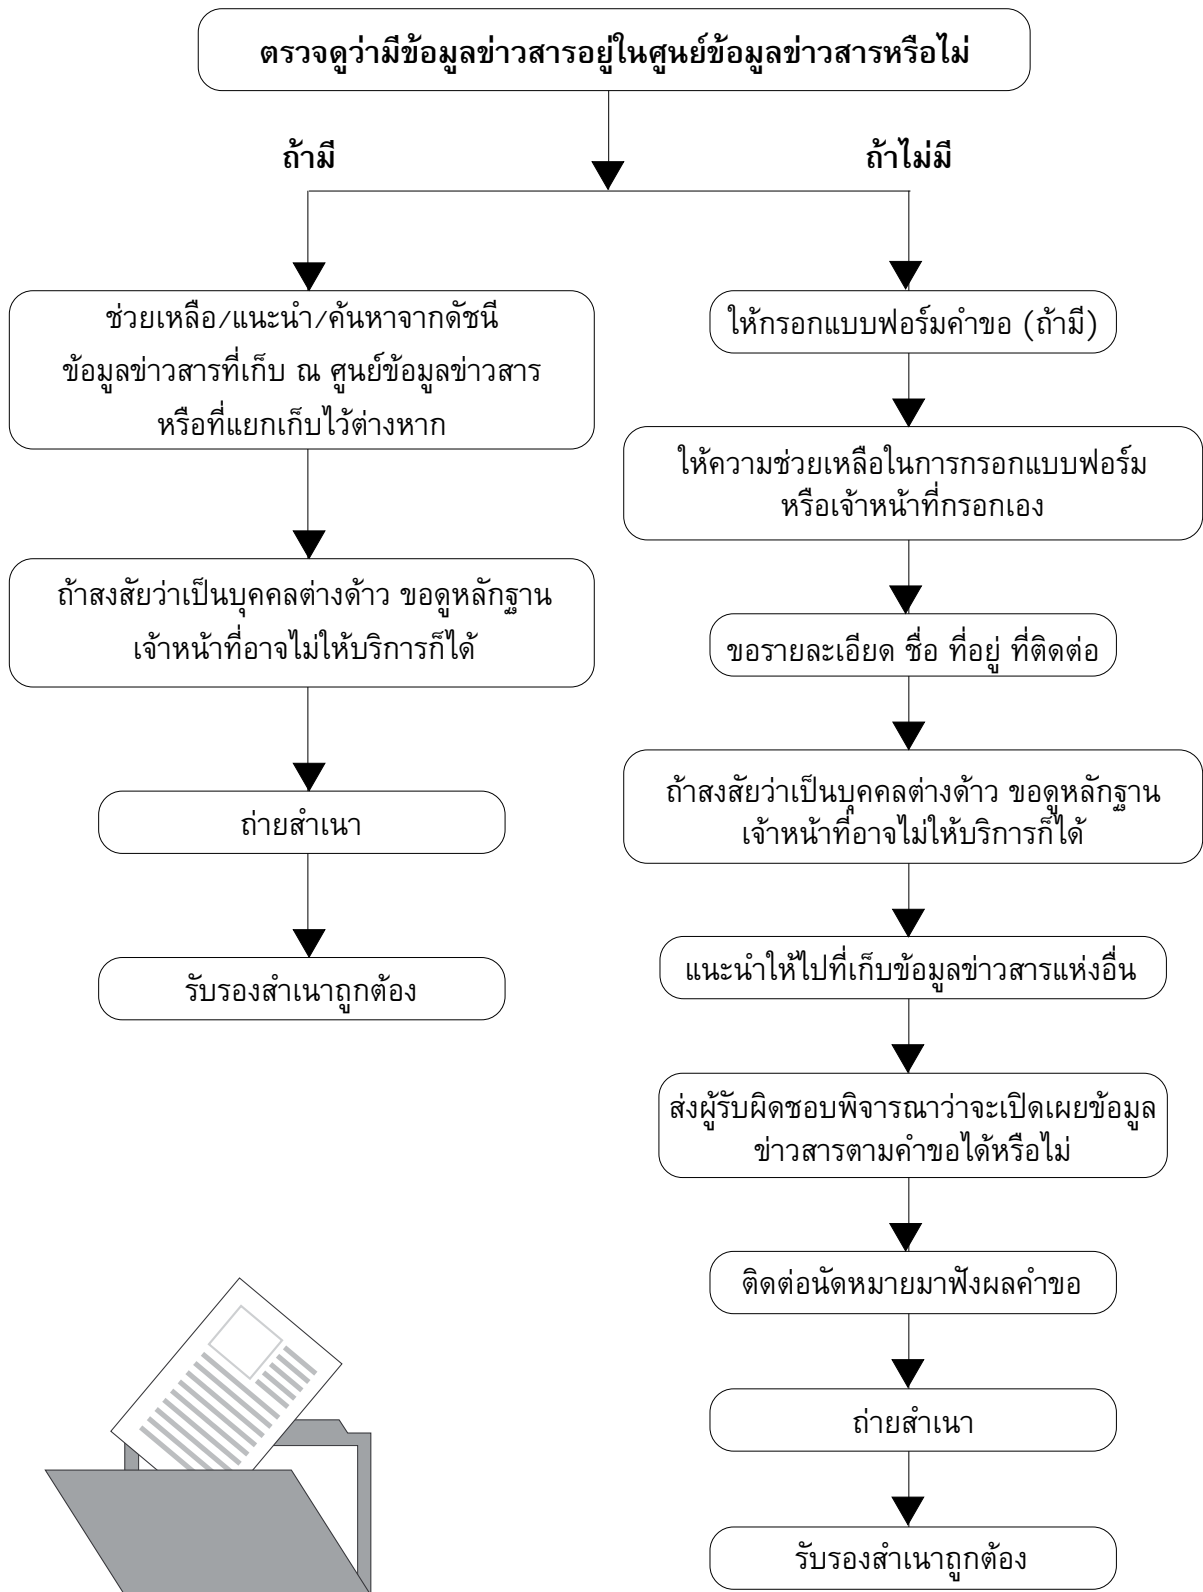 ตรวจดูว่ามีข้อมูลข่าวสารอยู่ในศูนย์ข้อมูลข่าวสารหรือไม่
ถ้ามี
ช่วยเหลือ/แนะนำ/ค้นหาจากดัชนี
ข้อมูลข่าวสารที่เก็บ ณ ศูนย์ข้อมูลข่าวสาร
หรือที่แยกเก็บไว้ต่างหาก
ถ้าสงสัยว่าเป็นบุคคลต่างด้าว ขอดูหลักฐาน
เจ้าหน้าที่อาจไม่ให้บริการก็ได้
ถ่ายสำเนา
รับรองสำเนาถูกต้อง
ถ้าไม่มี
ให้กรอกแบบฟอร์มคำขอ (ถ้ามี)
ให้ความช่วยเหลือในการกรอกแบบฟอร์ม
หรือเจ้าหน้าที่กรอกเอง
ขอรายละเอียด ชื่อ ที่อยู่ ที่ติดต่อ
ถ้าสงสัยว่าเป็นบุคคลต่างด้าว ขอดูหลักฐาน
เจ้าหน้าที่อาจไม่ให้บริการก็ได้
แนะนำให้ไปที่เก็บข้อมูลข่าวสารแห่งอื่น
ส่งผู้รับผิดชอบพิจารณาว่าจะเปิดเผยข้อมูล
ข่าวสารตามคำขอได้หรือไม่
ติดต่อนัดหมายมาฟังผลคำขอ
ถ่ายสำเนา
รับรองสำเนาถูกต้อง